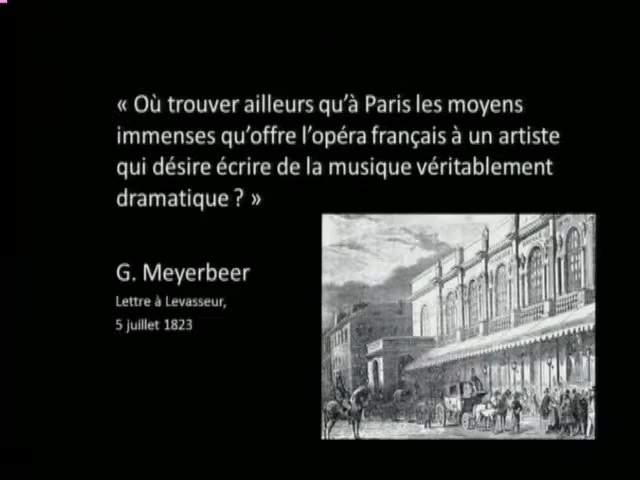 « Où trouver ailleurs qu'à Paris les moyens
immenses qu'offre l'opéra français à un artiste
qui désire écrire de la musique véritablement
dramatique ? »
G. Meyerbeer
Lettre à Levasseur,
5 juillet 1823